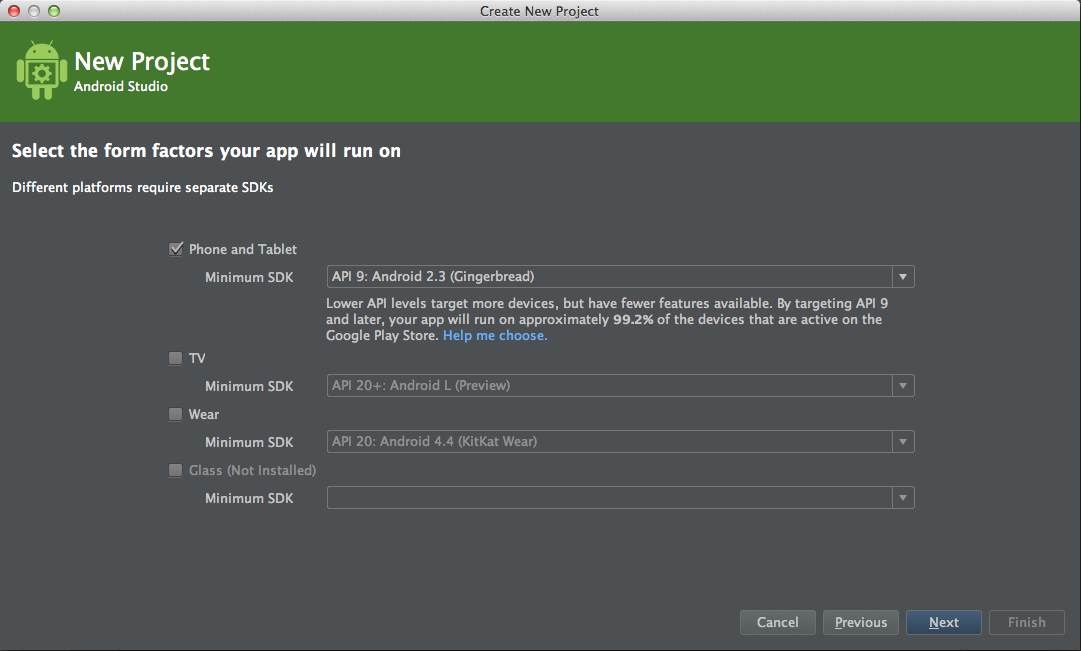 Create New Project
New Project
Android Studio
Select the form factors your app will run on
Different platforms require separate SDKs
Phone and Tablet
Minimum SDK
API 9: Android 2.3 (Gingerbread)
Lower API levels target more devices, but have fewer features available. By targeting API 9
and later, your app will run on approximately 99.2% of the devices that are active on the
Google Play Store. Help me choose.
TV
Minimum SDK
API 20+: Android L (Preview)
Wear
Minimum SDK
API 20: Android 4.4 (KitKat Wear)
Glass (Not Installed)
Minimum SDK
Cancel
Previous
Next
Finish